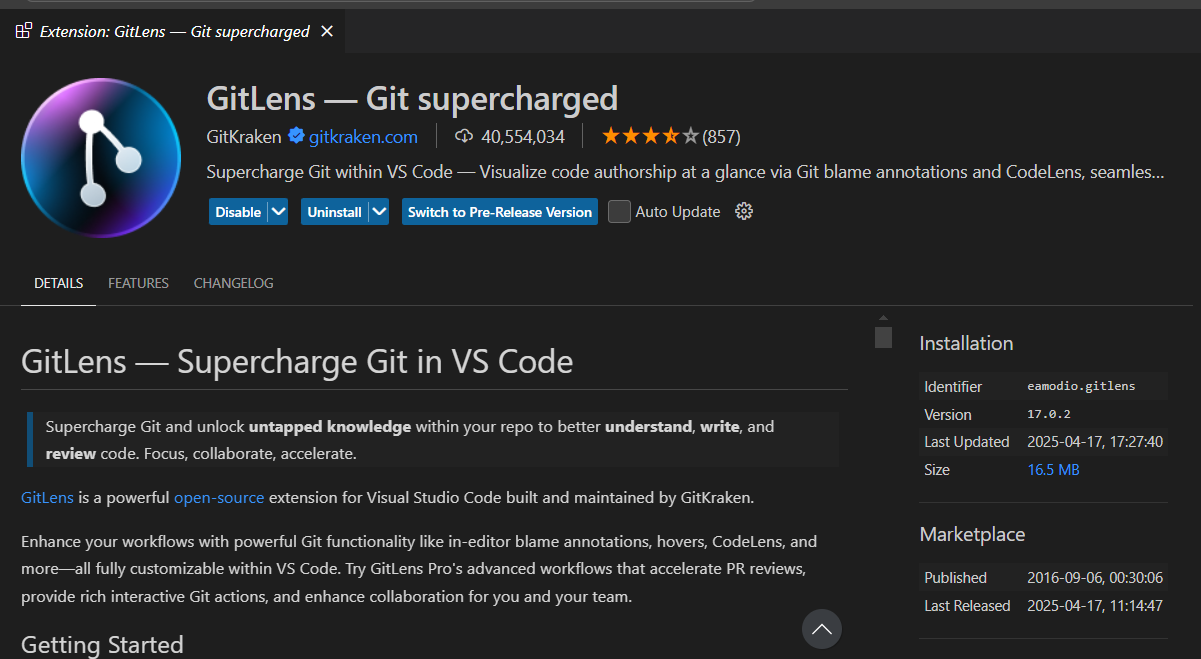 Extension: GitLens — Git supercharged
GitLens — Git supercharged
GitKraken gitkraken.com 40,554,034 (857)
Supercharge Git within VS Code — Visualize code authorship at a glance via Git blame annotations and CodeLens, seamles...
Disable Uninstall Switch to Pre-Release Version Auto Update
DETAILS FEATURES CHANGELOG
GitLens — Supercharge Git in VS Code
Supercharge Git and unlock untapped knowledge within your repo to better understand, write, and
review code. Focus, collaborate, accelerate.
GitLens is a powerful open-source extension for Visual Studio Code built and maintained by GitKraken.
Enhance your workflows with powerful Git functionality like in-editor blame annotations, hovers, CodeLens, and
more—all fully customizable within VS Code. Try GitLens Pro's advanced workflows that accelerate PR reviews,
provide rich interactive Git actions, and enhance collaboration for you and your team.
Getting Started
Installation
Identifier eamodio.gitlens
Version 17.0.2
Last Updated 2025-04-17, 17:27:40
Size 16.5 MB
Marketplace
Published 2016-09-06, 00:30:06
Last Released 2025-04-17, 11:14:47